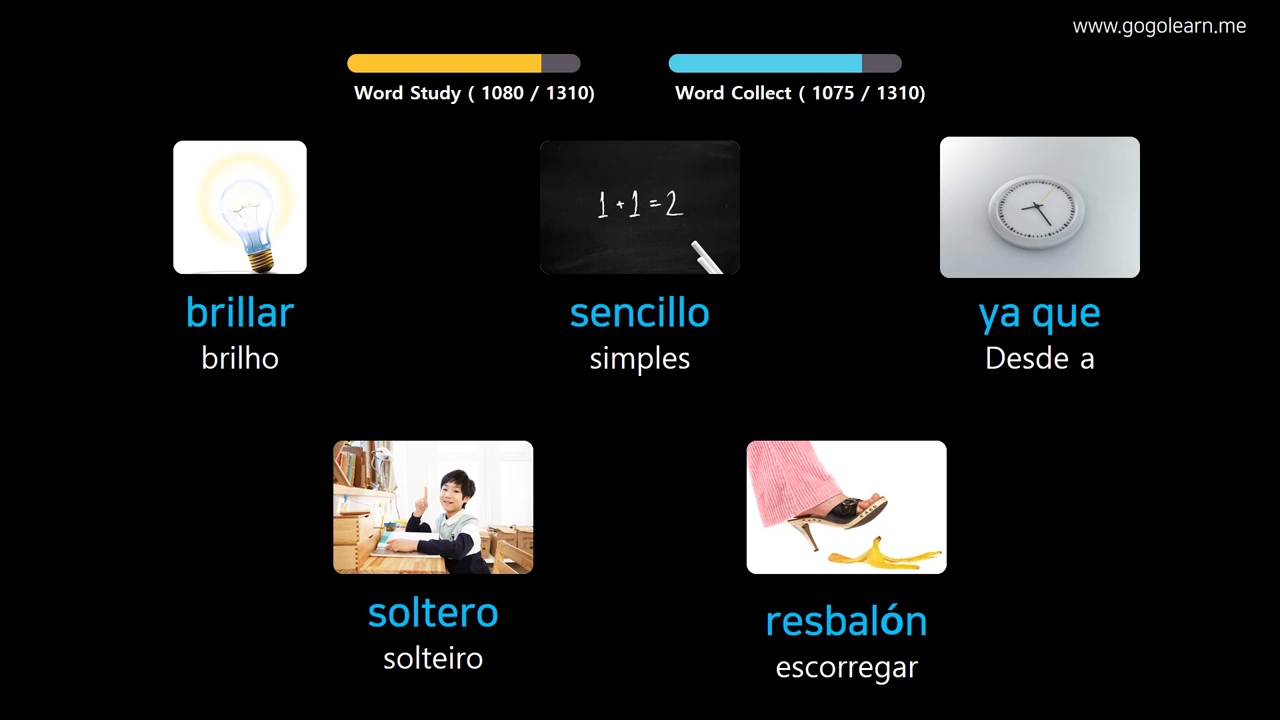 www.gogolearn.me
Word Study ( 1080 / 1310)
Word Collect ( 1075 / 1310)
1+1=2
brillar
brilho
sencillo
simples
ya que
Desde a
soltero
solteiro
resbalón
escorregar